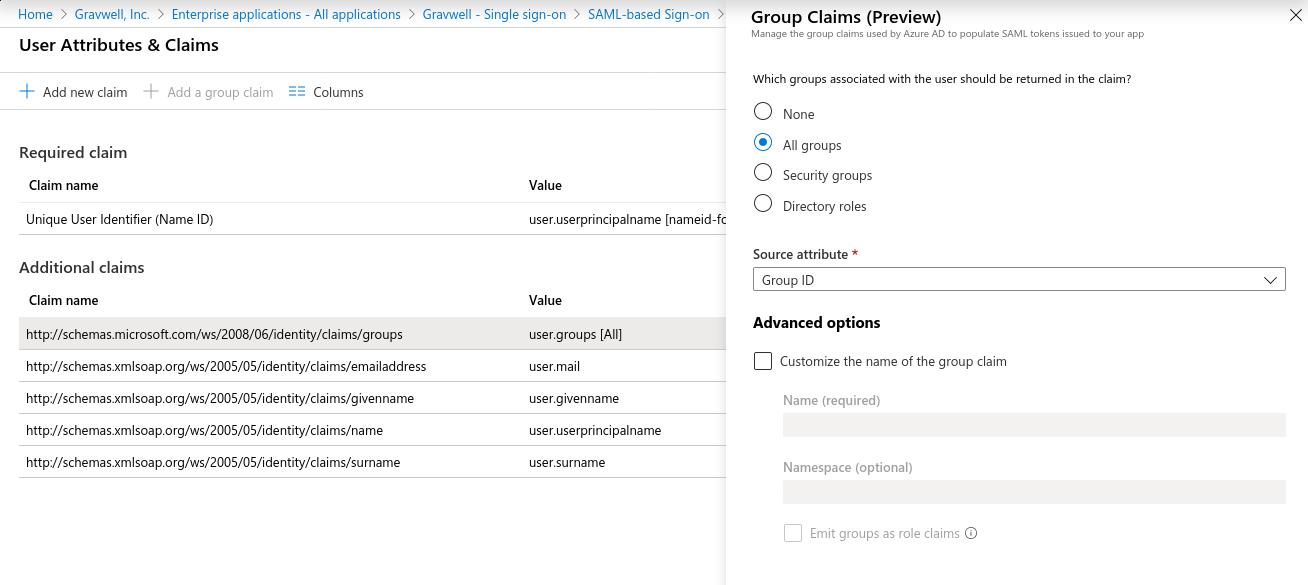 Home > Gravwell, Inc. > Enterprise applications - All applications > Gravwell - Single sign-on > SAML-based Sign-on >
User Attributes & Claims
Add new claim Add a group claim Columns
Required claim
Claim name Value
Unique User Identifier (Name ID) user.userprincipalname [nameid-fo
Additional claims
Claim name Value
http://schemas.microsoft.com/ws/2008/06/identity/claims/groups user.groups [All]
http://schemas.xmlsoap.org/ws/2005/05/identity/claims/emailaddress user.mail
http://schemas.xmlsoap.org/ws/2005/05/identity/claims/givenname user.givenname
http://schemas.xmlsoap.org/ws/2005/05/identity/claims/name user.userprincipalname
http://schemas.xmlsoap.org/ws/2005/05/identity/claims/surname user.surname
Group Claims (Preview)
Manage the group claims used by Azure AD to populate SAML tokens issued to your app
Which groups associated with the user should be returned in the claim?
None
All groups
Security groups
Directory roles
Source attribute *
Group ID
Advanced options
Customize the name of the group claim
Name (required)
Namespace (optional)
Emit groups as role claims